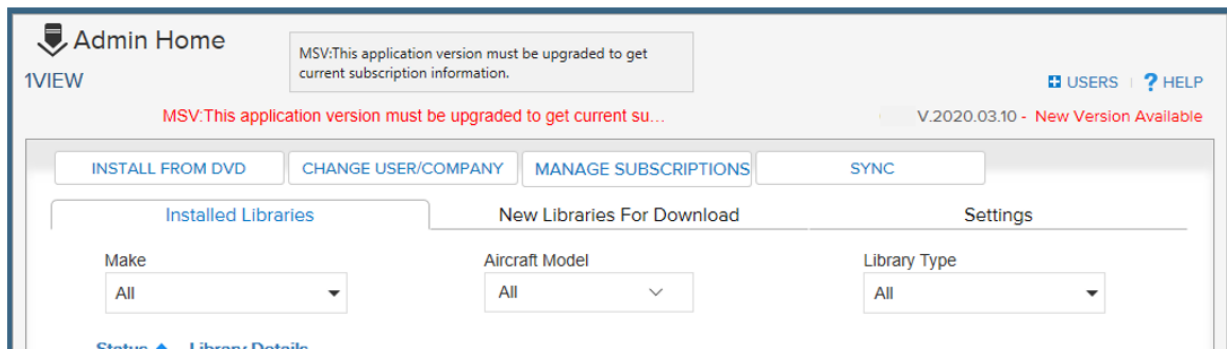 Admin Home
MSV:This application version must be upgraded to get
current subscription information.
1VIEW
USERS | ? HELP
MSV:This application version must be upgraded to get current su...
V.2020.03.10 - New Version Available
INSTALL FROM DVD CHANGE USER/COMPANY MANAGE SUBSCRIPTIONS SYNC
Installed Libraries New Libraries For Download Settings
Make Aircraft Model Library Type
All All All
Status Library Details